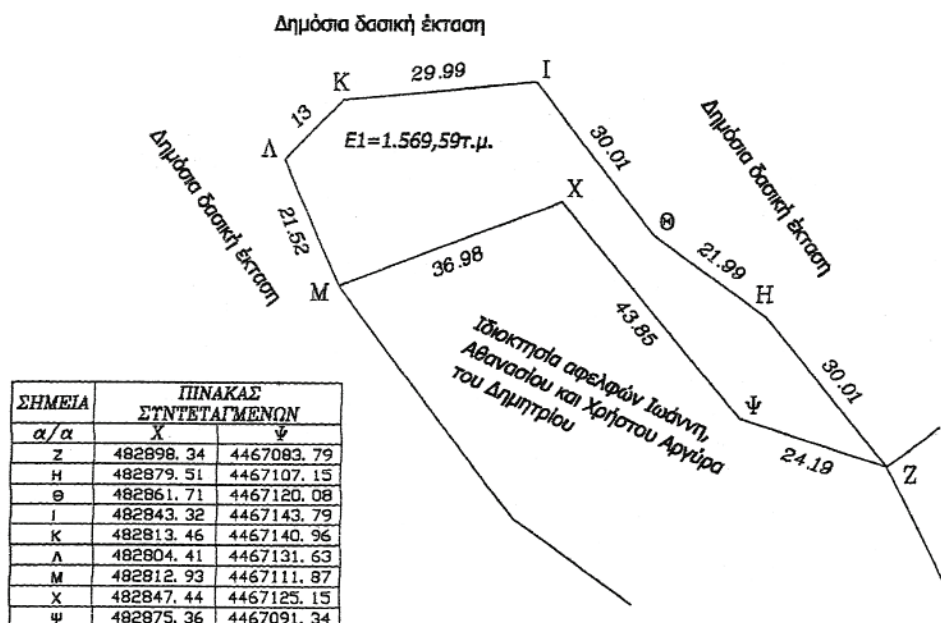 Δημόσια δασική έκταση
Κ
29.99
Ι
13
Λ
Ε1=1.569,59τ.μ.
30.01
Δημόσια δασική έκταση
Δημόσια δασική έκταση
Χ
Θ
21.52
21.99
36.98
Μ
Η
43.85
Ιδιοκτησία αφελφών Ιωάννη,
Αθανασίου και Χρήστου Αργύρα
του Δημητρίου
30.01
Ψ
24.19
Ζ
ΣΗΜΕΙΑ ΠΙΝΑΚΑΣ
ΣΥΝΤΕΤΑΓΜΕΝΩΝ
α/α Χ Ψ
Ζ 482898.34 4467083.79
Η 482879.51 4467107.15
Θ 482861.71 4467120.08
Ι 482843.32 4467143.79
Κ 482813.46 4467140.96
Λ 482804.41 4467131.63
Μ 482812.93 4467111.87
Χ 482847.44 4467125.15
Ψ 482875.36 4467091.34